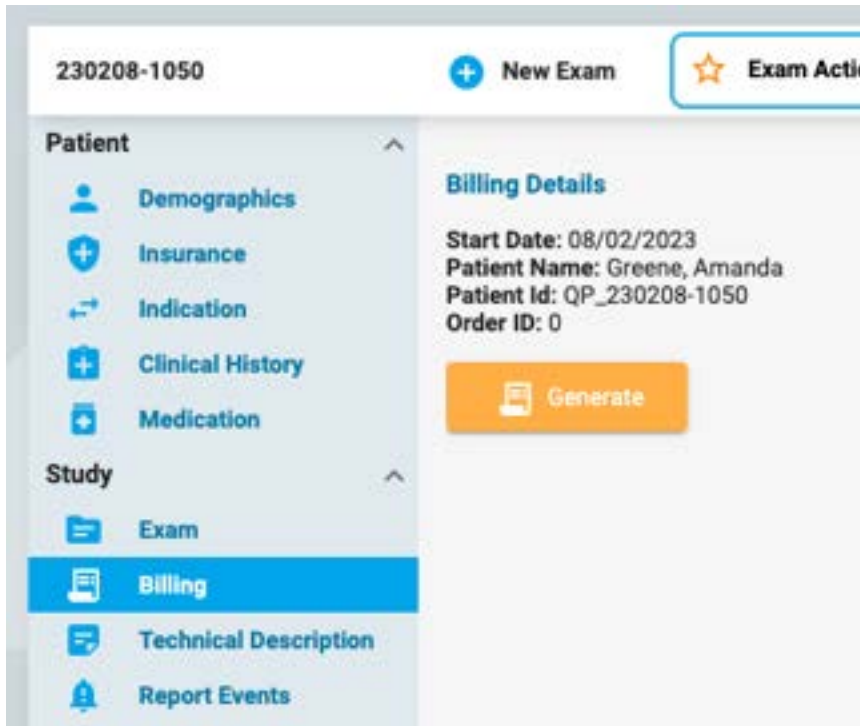 230208-1050
New Exam
Patient
Demographics
Insurance
Indication
Clinical History
Medication
Study
Exam
Billing
Technical Description
Report Events
Billing Details
Start Date: 08/02/2023
Patient Name: Greene, Amanda
Patient Id: QP_230208-1050
Order ID: 0
Generate
Exam Acti